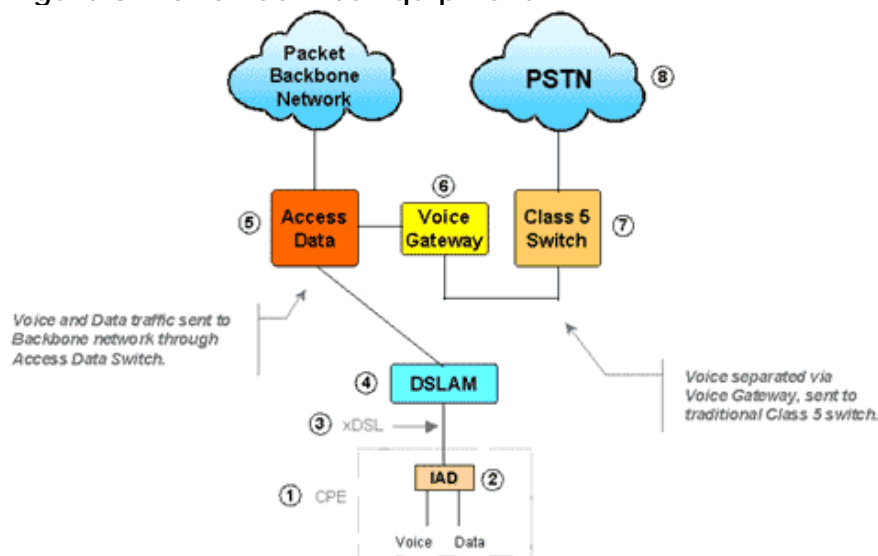 Packet
Backbone
Network
PSTN
8
6
5
Access
Data
Voice
Gateway
Class 5
Switch
7
Voice and Data traffic sent to
Backbone network through
Access Data Switch.
4
DSLAM
Voice separated via
Voice Gateway, sent to
traditional Class 5 switch.
3
xDSL
IAD
2
1
CPE
Voice
Data